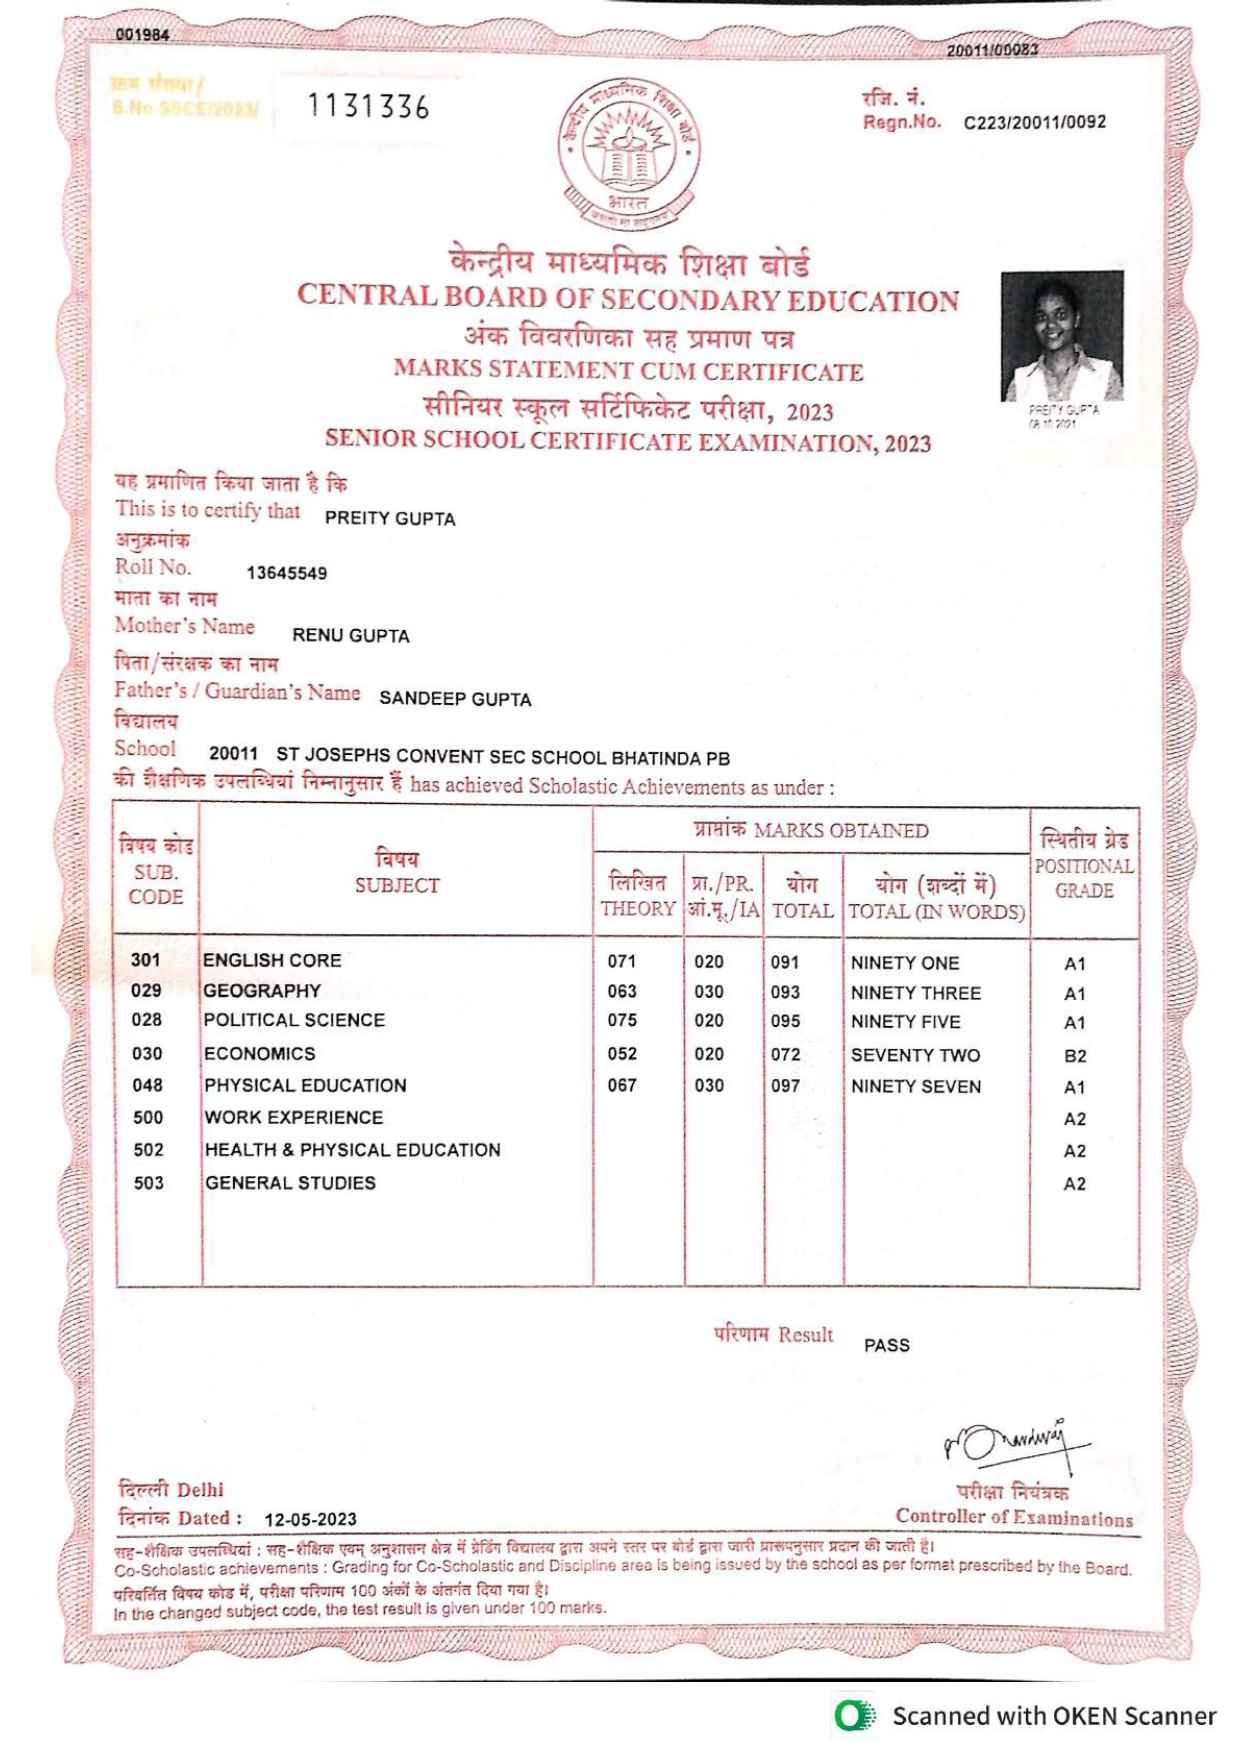 001984
20011/00083
क्रम संख्या/
S.No SSCE/2023/
1131336
रजि. नं.
Regn.No. C223/20011/0092
केन्द्रीय माध्यमिक शिक्षा बोर्ड
भारत
केन्द्रीय माध्यमिक शिक्षा बोर्ड
CENTRAL BOARD OF SECONDARY EDUCATION
अंक विवरणिका सह प्रमाण पत्र
MARKS STATEMENT CUM CERTIFICATE
सीनियर स्कूल सर्टिफिकेट परीक्षा, 2023
SENIOR SCHOOL CERTIFICATE EXAMINATION, 2023
PREITY GUPTA
08.10.2021
यह प्रमाणित किया जाता है कि
This is to certify that PREITY GUPTA
अनुक्रमांक
Roll No. 13645549
माता का नाम
Mother's Name RENU GUPTA
पिता/संरक्षक का नाम
Father's / Guardian's Name SANDEEP GUPTA
विद्यालय
School 20011 ST JOSEPHS CONVENT SEC SCHOOL BHATINDA PB
की शैक्षणिक उपलब्धियां निम्नानुसार हैं has achieved Scholastic Achievements as under :
विषय कोड
SUB.
CODE
विषय
SUBJECT
प्राप्तांक MARKS OBTAINED
लिखित
THEORY
प्रा./PR.
आं.मू./IA
योग
TOTAL
योग (शब्दों में)
TOTAL (IN WORDS)
स्थितीय ग्रेड
POSITIONAL
GRADE
301 ENGLISH CORE 071 020 091 NINETY ONE A1
029 GEOGRAPHY 063 030 093 NINETY THREE A1
028 POLITICAL SCIENCE 075 020 095 NINETY FIVE A1
030 ECONOMICS 052 020 072 SEVENTY TWO B2
048 PHYSICAL EDUCATION 067 030 097 NINETY SEVEN A1
500 WORK EXPERIENCE A2
502 HEALTH & PHYSICAL EDUCATION A2
503 GENERAL STUDIES A2
परिणाम Result PASS
दिल्ली Delhi
दिनांक Dated : 12-05-2023
परीक्षा नियंत्रक
Controller of Examinations
सह-शैक्षिक उपलब्धियां : सह-शैक्षिक एवम् अनुशासन क्षेत्र में ग्रेडिंग विद्यालय द्वारा अपने स्तर पर बोर्ड द्वारा जारी प्रारूपनुसार प्रदान की जाती है।
Co-Scholastic achievements : Grading for Co-Scholastic and Discipline area is being issued by the school as per format prescribed by the Board.
परिवर्तित विषय कोड में, परीक्षा परिणाम 100 अंकों के अंतर्गत दिया गया है।
In the changed subject code, the test result is given under 100 marks.
Scanned with OKEN Scanner